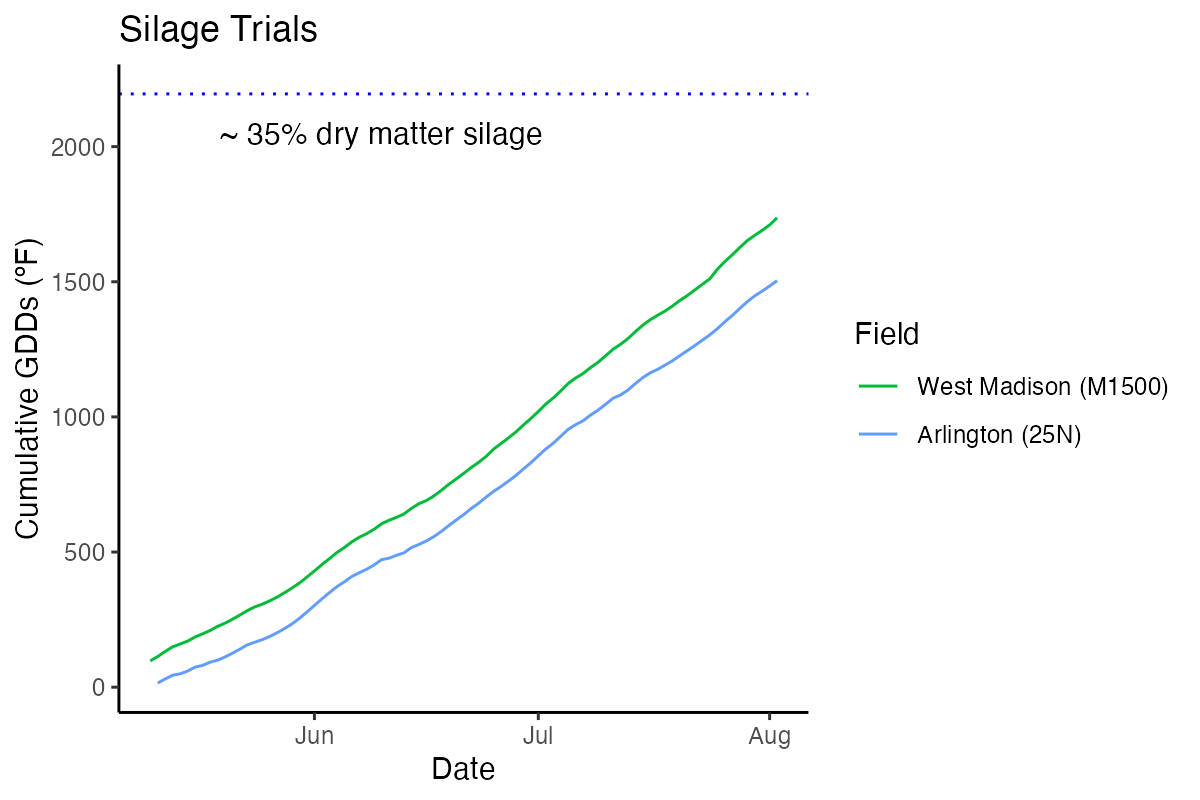 Silage Trials
~ 35% dry matter silage
2000
1500
1000
500
0
Cumulative GDDs (°F)
Jun Jul Aug
Date
Field
West Madison (M1500)
Arlington (25N)